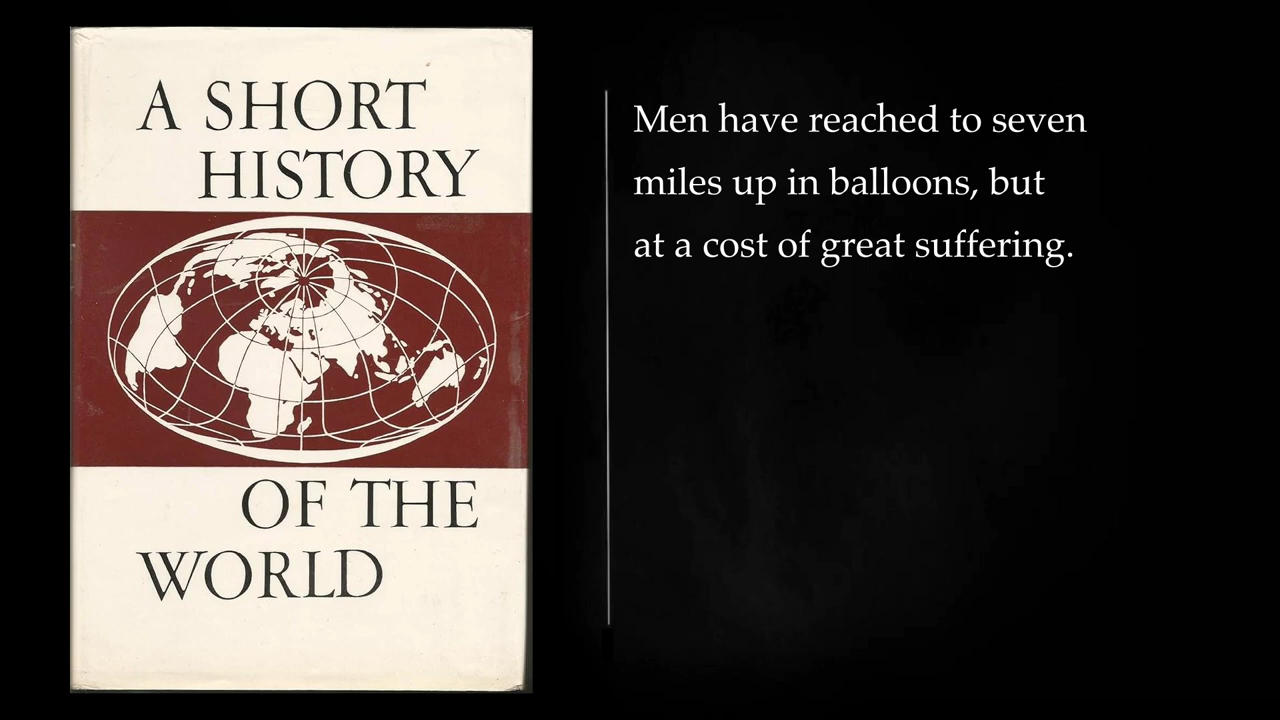 A SHORT
HISTORY
OF THE
WORLD
Men have reached to seven
miles up in balloons, but
at a cost of great suffering.